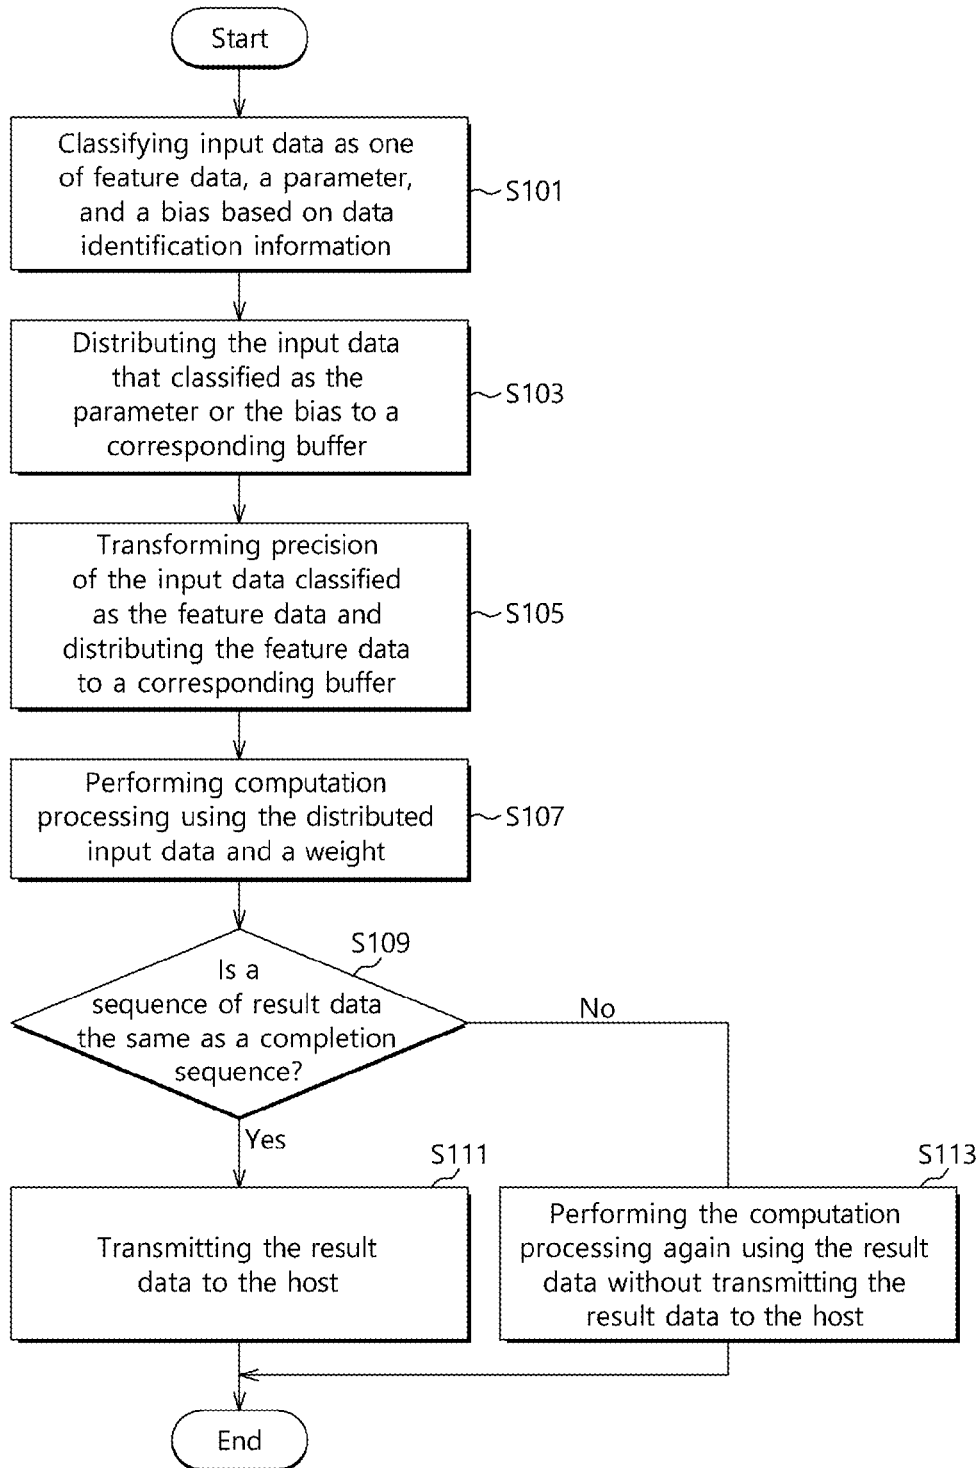 Start
Classifying input data as one
of feature data, a parameter,
and a bias based on data
identification information
S101
Distributing the input data
that classified as the
parameter or the bias to a
corresponding buffer
S103
Transforming precision
of the input data classified
as the feature data and
distributing the feature data
to a corresponding buffer
S105
Performing computation
processing using the distributed
input data and a weight
S107
S109
Is a
sequence of result data
the same as a completion
sequence?
No
Yes
S111
Transmitting the result
data to the host
S113
Performing the computation
processing again using the result
data without transmitting the
result data to the host
End